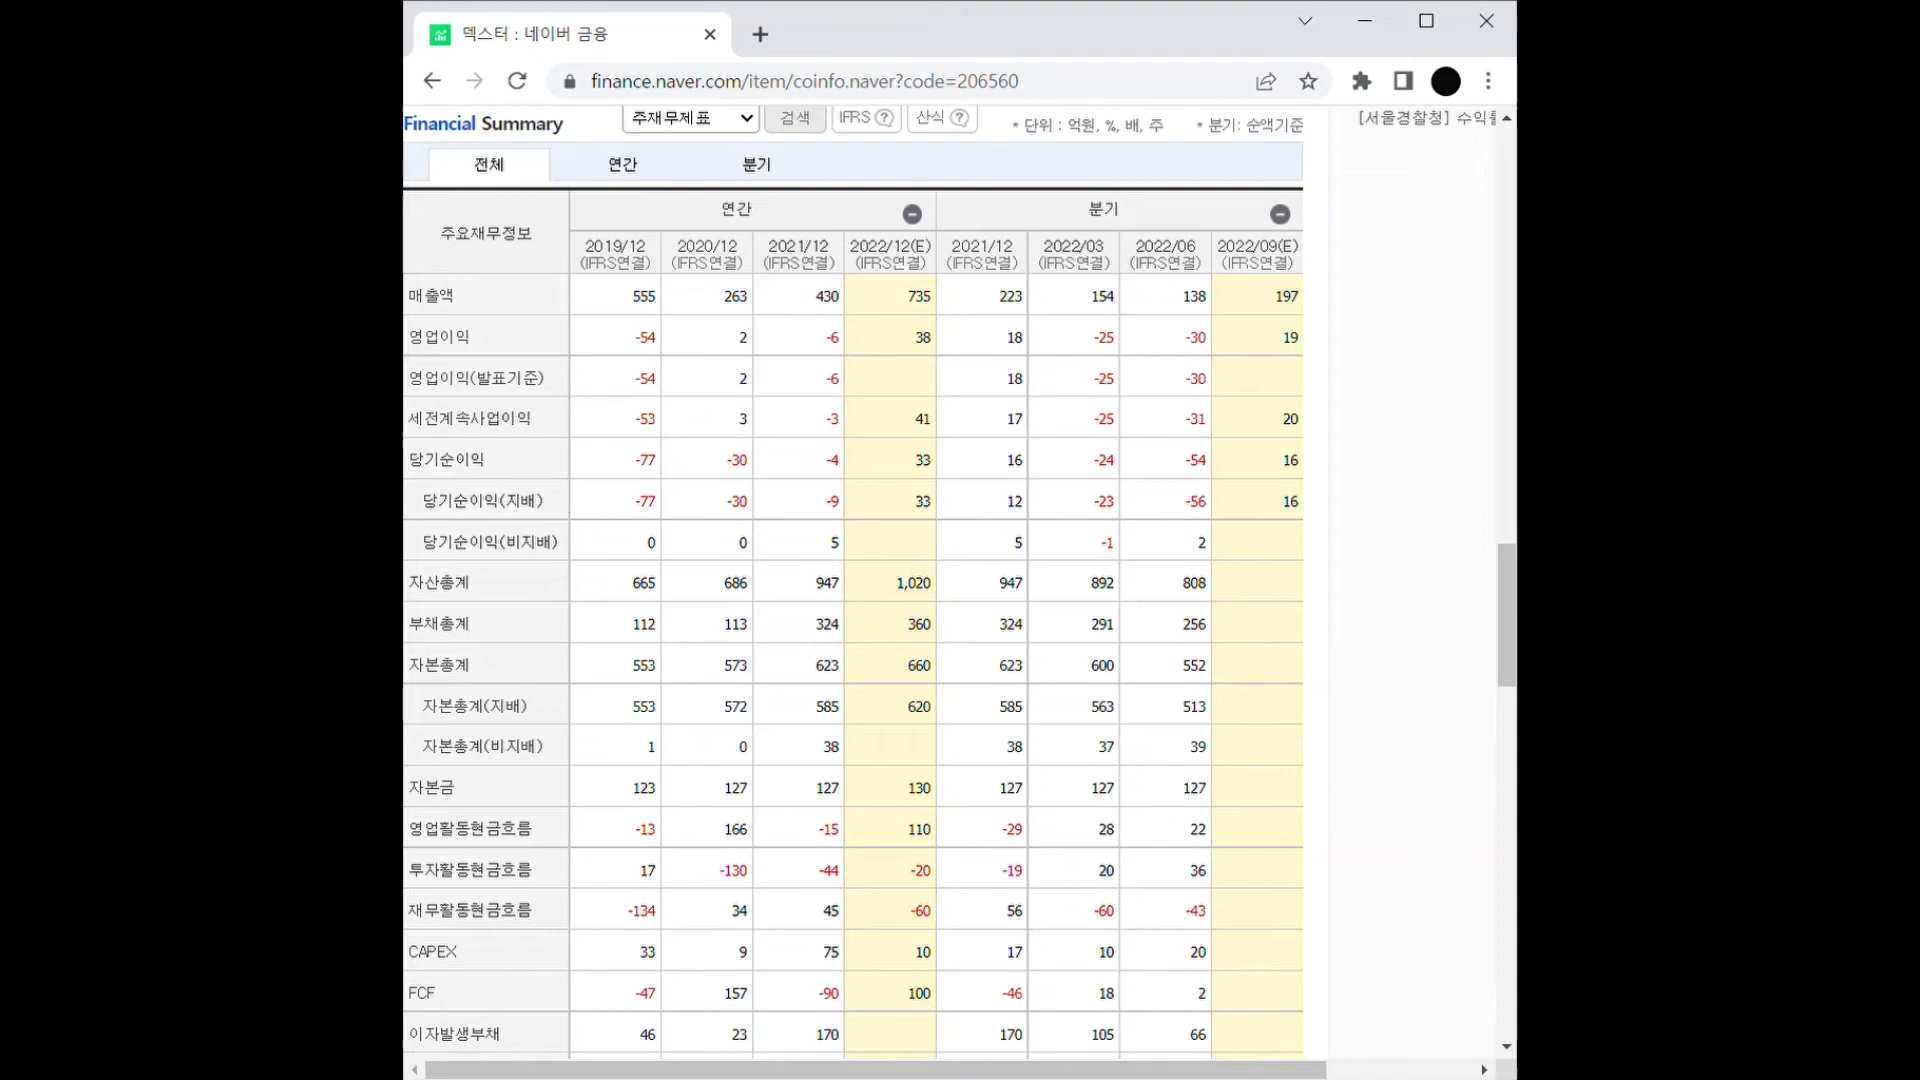 덱스터 : 네이버 금융
finance.naver.com/item/coinfo.naver?code=206560
Financial Summary 주재무제표 검색 IFRS ? 산식 ? * 단위 : 억원, %, 배, 주 * 분기: 순액기준
[서울경찰청] 수익률
전체 연간 분기
주요재무정보 연간 분기
2019/12 2020/12 2021/12 2022/12(E) 2021/12 2022/03 2022/06 2022/09(E)
(IFRS연결) (IFRS연결) (IFRS연결) (IFRS연결) (IFRS연결) (IFRS연결) (IFRS연결) (IFRS연결)
매출액 555 263 430 735 223 154 138 197
영업이익 -54 2 -6 38 18 -25 -30 19
영업이익(발표기준) -54 2 -6 18 -25 -30
세전계속사업이익 -53 3 -3 41 17 -25 -31 20
당기순이익 -77 -30 -4 33 16 -24 -54 16
당기순이익(지배) -77 -30 -9 33 12 -23 -56 16
당기순이익(비지배) 0 0 5 5 -1 2
자산총계 665 686 947 1,020 947 892 808
부채총계 112 113 324 360 324 291 256
자본총계 553 573 623 660 623 600 552
자본총계(지배) 553 572 585 620 585 563 513
자본총계(비지배) 1 0 38 38 37 39
자본금 123 127 127 130 127 127 127
영업활동현금흐름 -13 166 -15 110 -29 28 22
투자활동현금흐름 17 -130 -44 -20 -19 20 36
재무활동현금흐름 -134 34 45 -60 56 -60 -43
CAPEX 33 9 75 10 17 10 20
FCF -47 157 -90 100 -46 18 2
이자발생부채 46 23 170 170 105 66